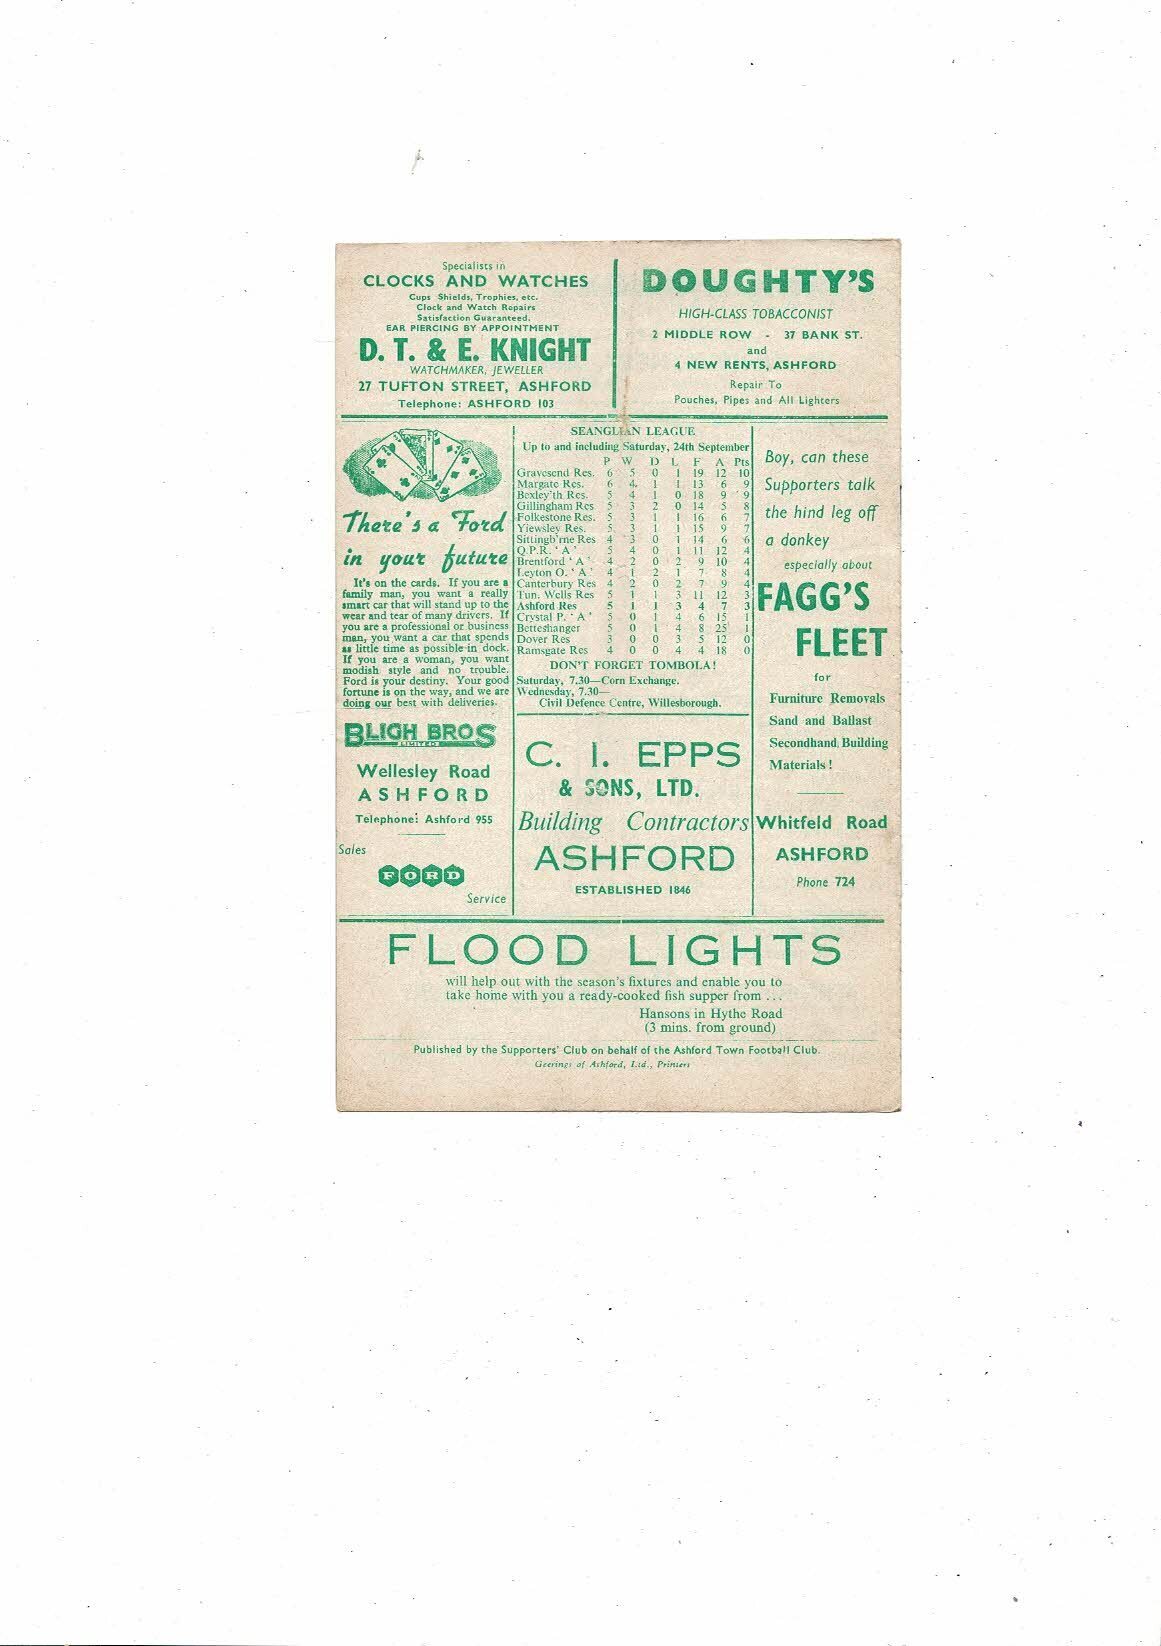 Specialists in
CLOCKS AND WATCHES
Cups Shields, Trophies, etc.
Clock and Watch Repairs
Satisfaction Guaranteed.
EAR PIERCING BY APPOINTMENT
D. T. & E. KNIGHT
WATCHMAKER, JEWELLER
27 TUFTON STREET, ASHFORD
Telephone: ASHFORD 103
DOUGHTY'S
HIGH-CLASS TOBACCONIST
2 MIDDLE ROW - 37 BANK ST.
and
4 NEW RENTS, ASHFORD
Repair To
Pouches, Pipes and All Lighters
There's a Ford
in your future
It's on the cards. If you are a
family man, you want a really
smart car that will stand up to the
wear and tear of many drivers. If
you are a professional or business
man, you want a car that spends
as little time as possible in dock.
If you are a woman, you want
modish style and no trouble.
Ford is your destiny. Your good
fortune is on the way, and we are
doing our best with deliveries.
BLIGH BROS
LIMITED
Wellesley Road
ASHFORD
Telephone: Ashford 955
Sales
FORD
Service
SEANGLIAN LEAGUE
Up to and including Saturday, 24th September
P W D L F A Pts
Gravesend Res. 6 5 0 1 19 12 10
Margate Res. 6 4 1 1 13 6 9
Bexley'th Res. 5 4 1 0 18 9 9
Gillingham Res 5 3 2 0 14 5 8
Folkestone Res. 5 3 1 1 16 6 7
Yiewsley Res. 5 3 1 1 15 9 7
Sittingb'rne Res 4 3 0 1 14 6 6
Q.P.R. 'A' 5 4 0 1 11 12 4
Brentford 'A' 4 2 0 2 9 10 4
Leyton O. 'A' 4 1 2 1 7 8 4
Canterbury Res 4 2 0 2 7 9 4
Tun. Wells Res 5 1 1 3 11 12 3
Ashford Res 5 1 1 3 4 7 3
Crystal P. 'A' 5 0 1 4 6 15 1
Betteshanger 5 0 1 4 8 25 1
Dover Res 3 0 0 3 5 12 0
Ramsgate Res 4 0 0 4 4 18 0
DON'T FORGET TOMBOLA!
Saturday, 7.30—Corn Exchange.
Wednesday, 7.30—
Civil Defence Centre, Willesborough.
C. I. EPPS
& SONS, LTD.
Building Contractors
ASHFORD
ESTABLISHED 1846
Boy, can these
Supporters talk
the hind leg off
a donkey
especially about
FAGG'S
FLEET
for
Furniture Removals
Sand and Ballast
Secondhand Building
Materials!
Whitfeld Road
ASHFORD
Phone 724
FLOOD LIGHTS
will help out with the season's fixtures and enable you to
take home with you a ready-cooked fish supper from ...
Hansons in Hythe Road
(3 mins. from ground)
Published by the Supporters' Club on behalf of the Ashford Town Football Club.
Geerings of Ashford, Ltd., Printers